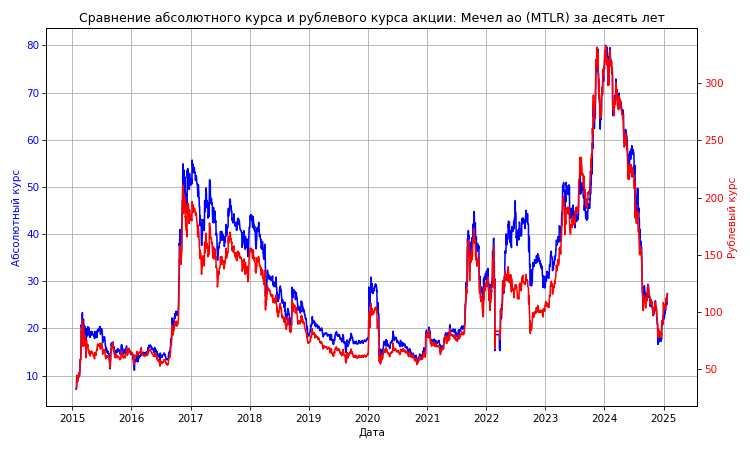 Сравнение абсолютного курса и рублевого курса акции: Мечел ао (MTLR) за десять лет
Абсолютный курс
80
70
60
50
40
30
20
10
300
250
200
150
100
50
Рублевый курс
2015 2016 2017 2018 2019 2020 2021 2022 2023 2024 2025
Дата